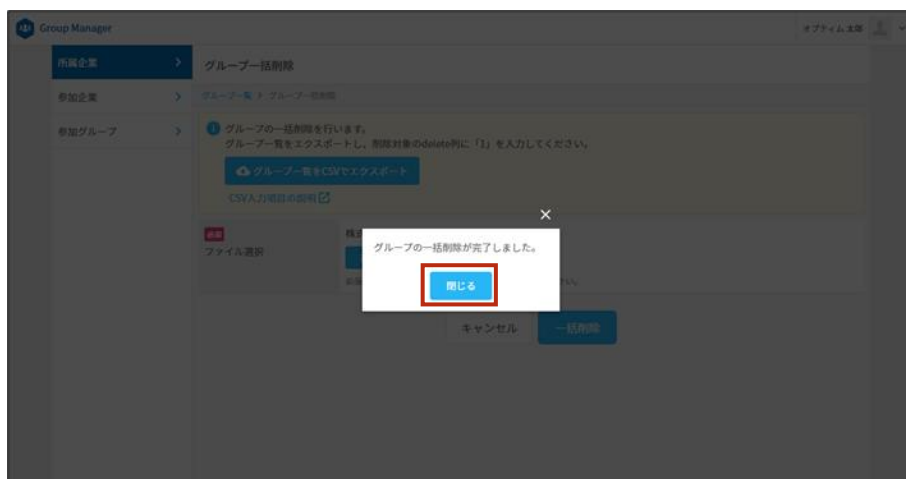 Group Manager
オプティム 太郎
所属企業
参加企業
参加グループ
グループ一括削除
グループ一覧 > グループ一括削除
グループの一括削除を行います。
グループ一覧をエクスポートし、削除対象のdelete列に「1」を入力してください。
グループ一覧をCSVでエクスポート
CSV入力項目の説明
必須
ファイル選択
グループの一括削除が完了しました。
閉じる
キャンセル
一括削除